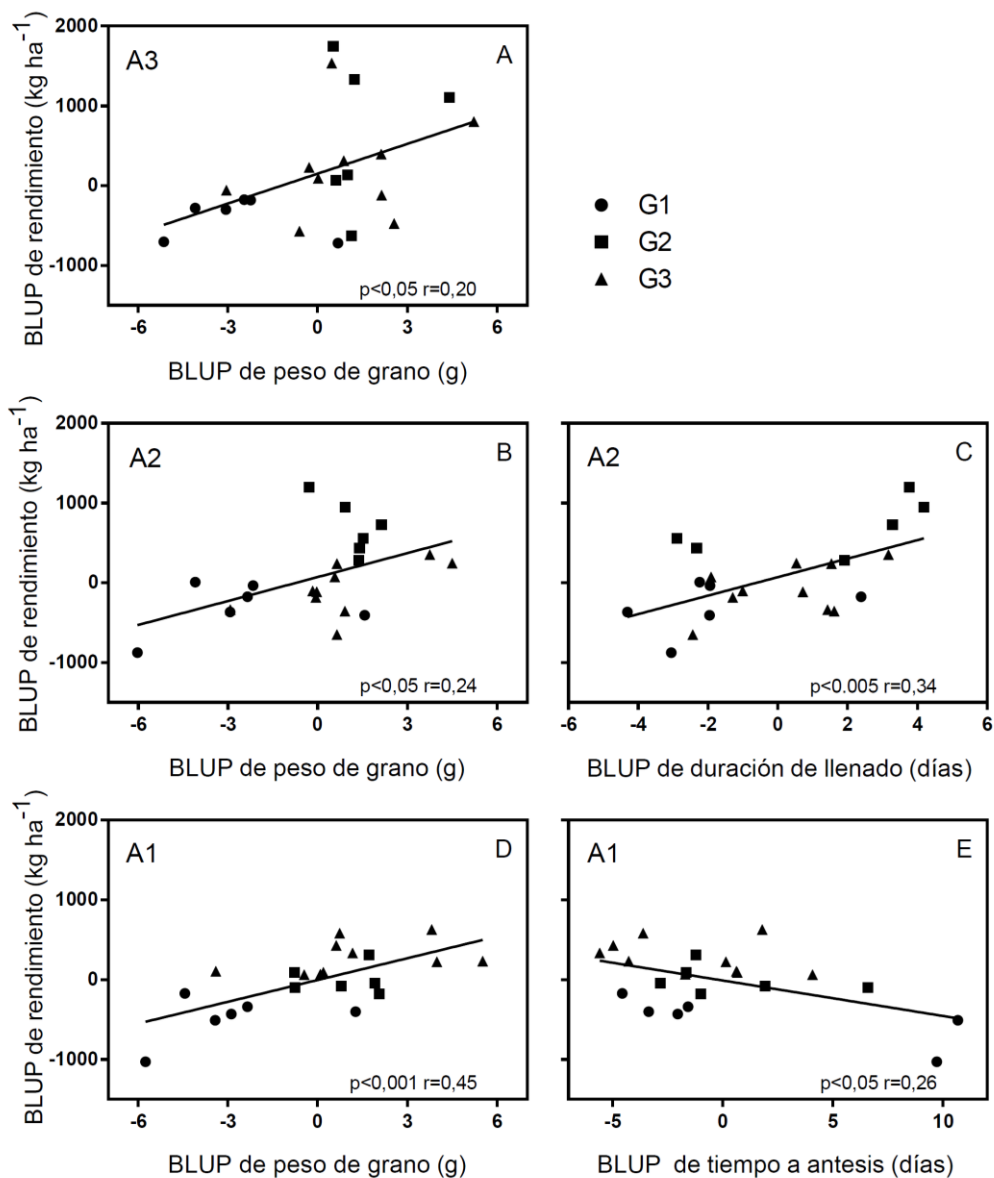 A3
A
BLUP de rendimiento (kg ha⁻¹)
2000
1000
0
-1000
p<0,05 r=0,20
-6 -3 0 3 6
BLUP de peso de grano (g)
G1
G2
G3
A2
B
BLUP de rendimiento (kg ha⁻¹)
2000
1000
0
-1000
p<0,05 r=0,24
-6 -3 0 3 6
BLUP de peso de grano (g)
A2
C
p<0.005 r=0,34
-6 -4 -2 0 2 4 6
BLUP de duración de llenado (días)
A1
D
BLUP de rendimiento (kg ha⁻¹)
2000
1000
0
-1000
p<0,001 r=0,45
-6 -3 0 3 6
BLUP de peso de grano (g)
A1
E
p<0,05 r=0,26
-5 0 5 10
BLUP de tiempo a antesis (días)